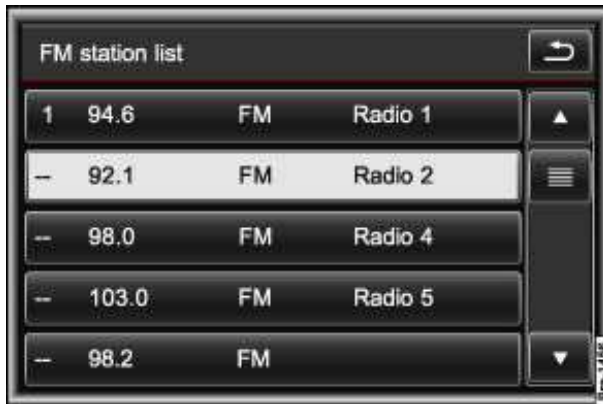 FM station list
1 94.6 FM Radio 1
-- 92.1 FM Radio 2
-- 98.0 FM Radio 4
-- 103.0 FM Radio 5
-- 98.2 FM